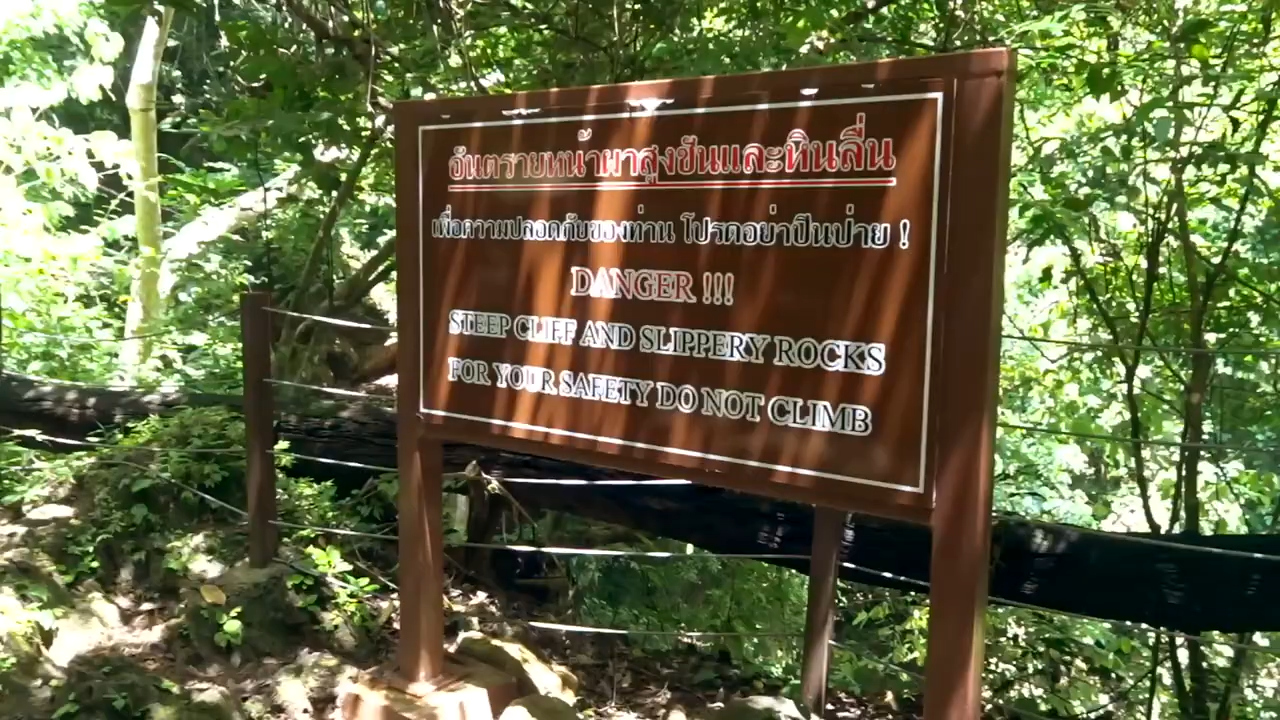 อันตรายหน้าผาสูงชันและหินลื่น
เพื่อความปลอดภัยของท่าน โปรดอย่าปีนป่าย !
DANGER !!!
STEEP CLIFF AND SLIPPERY ROCKS
FOR YOUR SAFETY DO NOT CLIMB